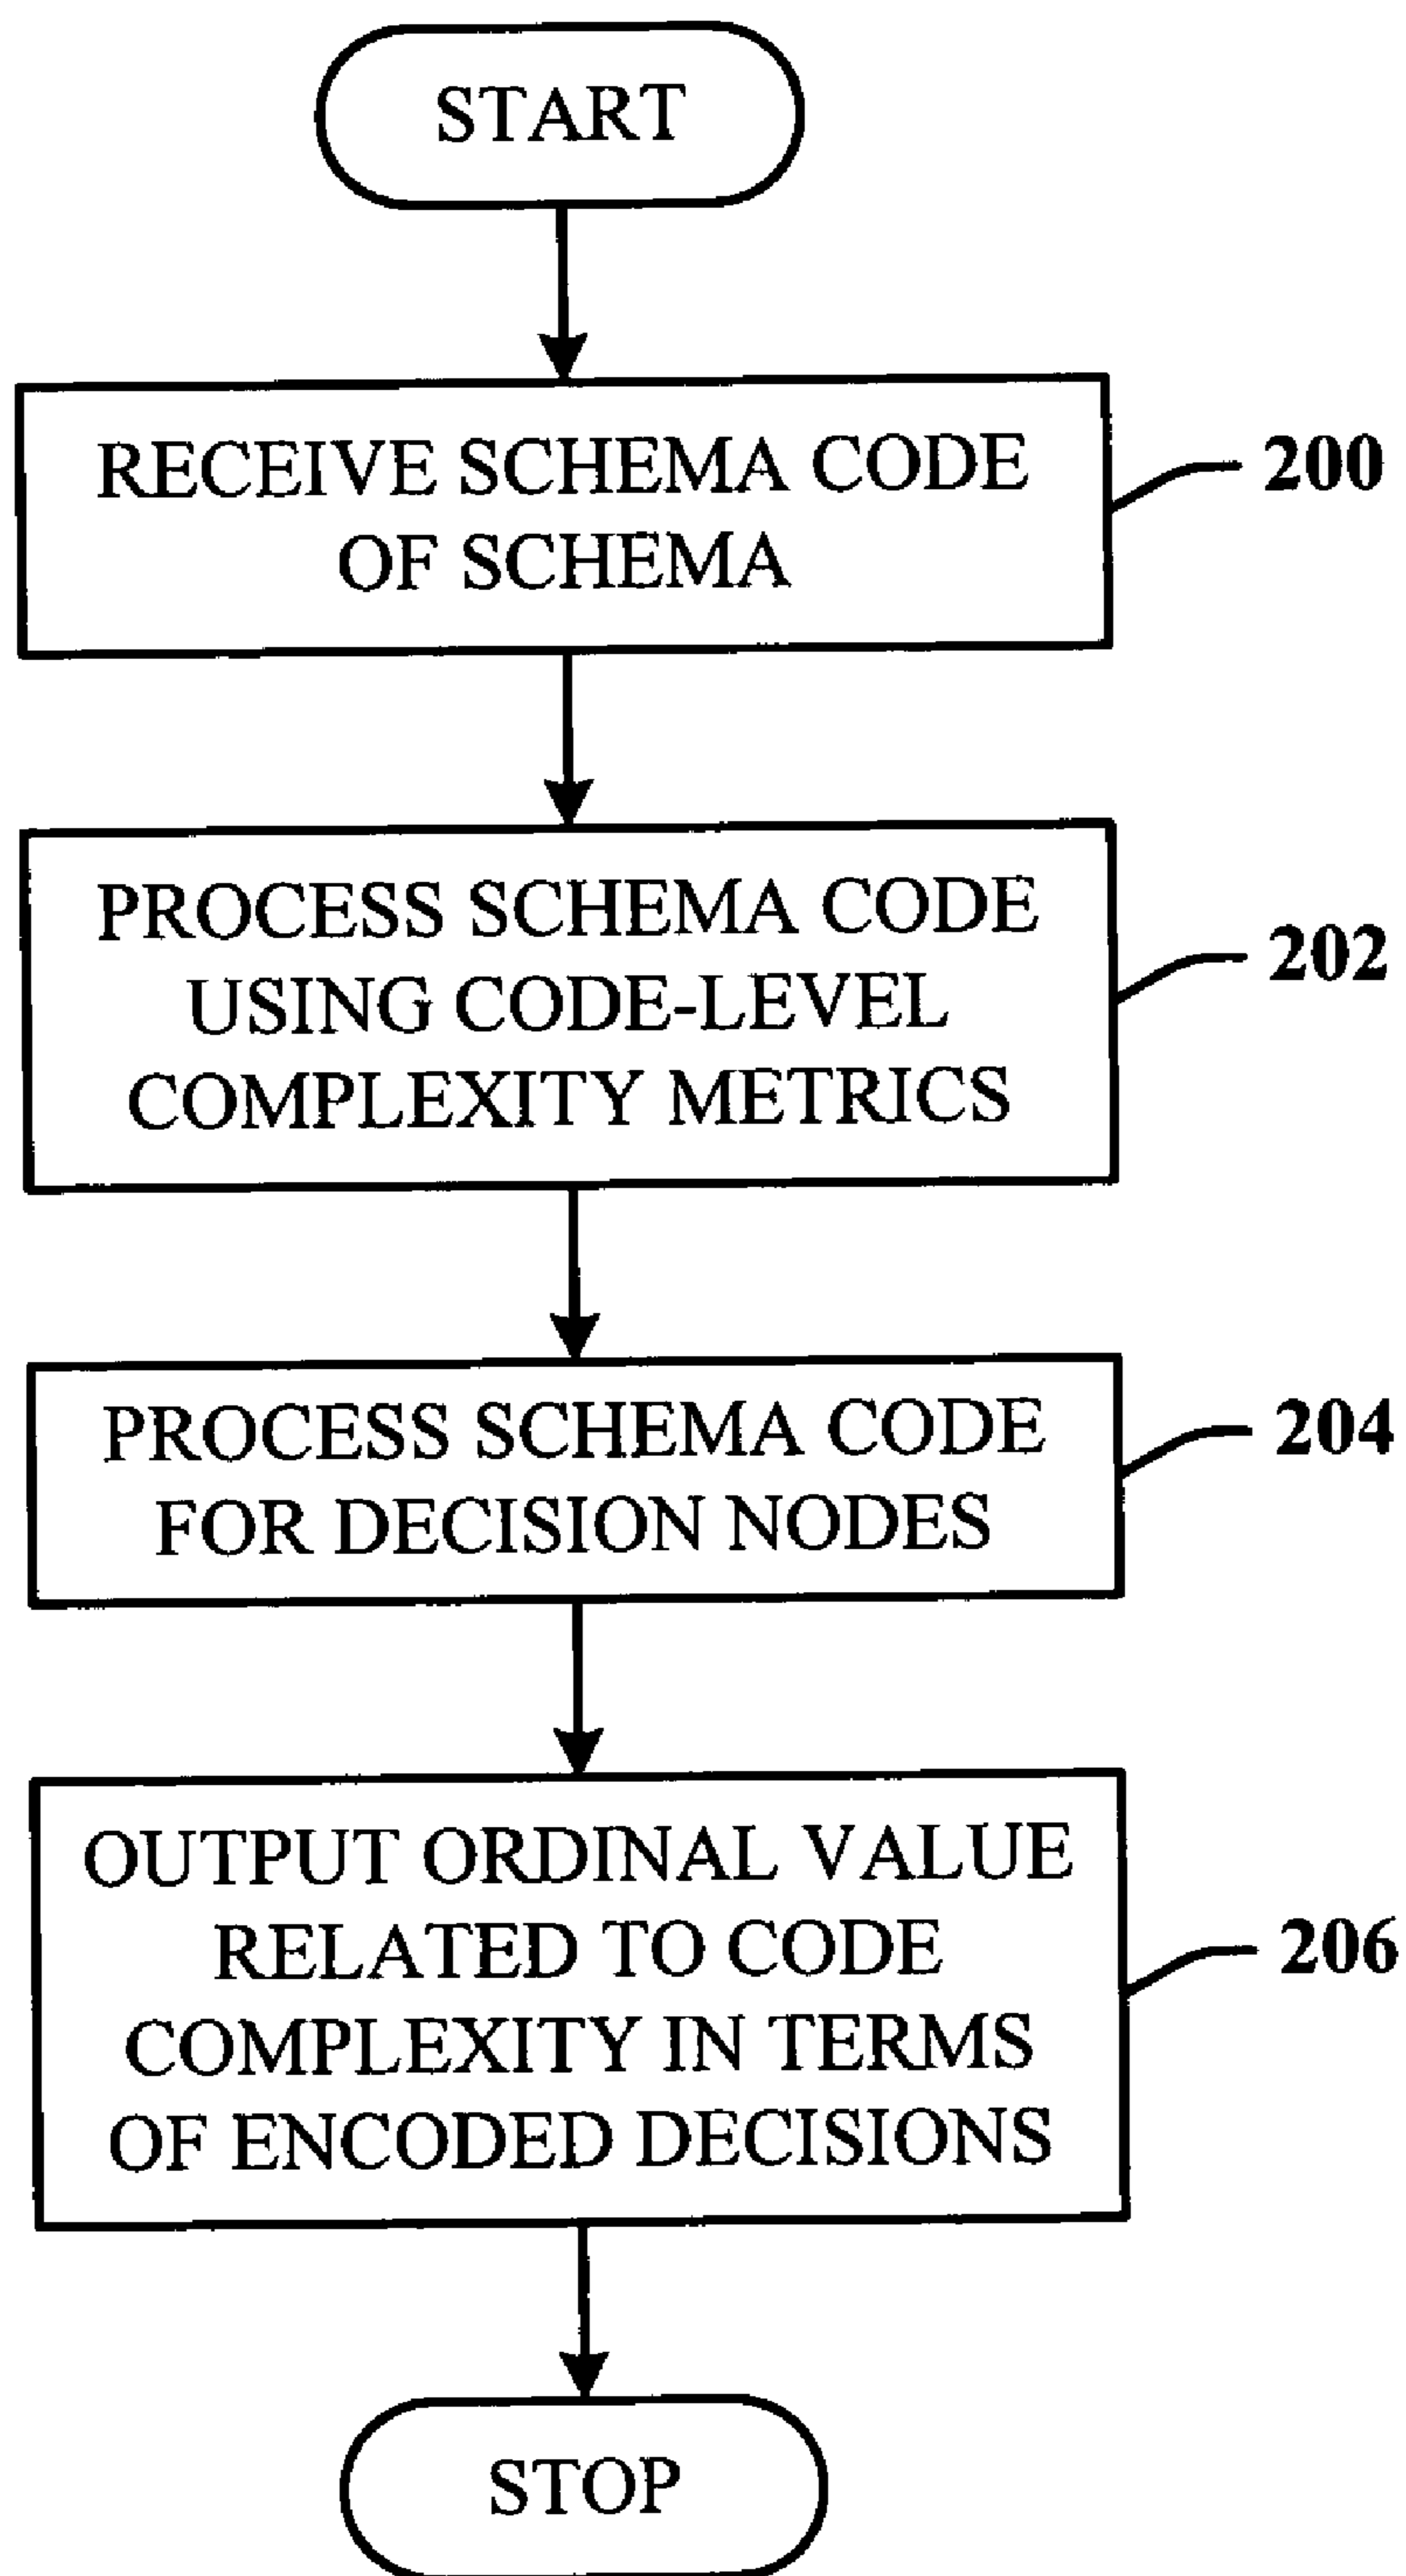 START
RECEIVE SCHEMA CODE
OF SCHEMA
200
PROCESS SCHEMA CODE
USING CODE-LEVEL
COMPLEXITY METRICS
202
PROCESS SCHEMA CODE
FOR DECISION NODES
204
OUTPUT ORDINAL VALUE
RELATED TO CODE
COMPLEXITY IN TERMS
OF ENCODED DECISIONS
206
STOP